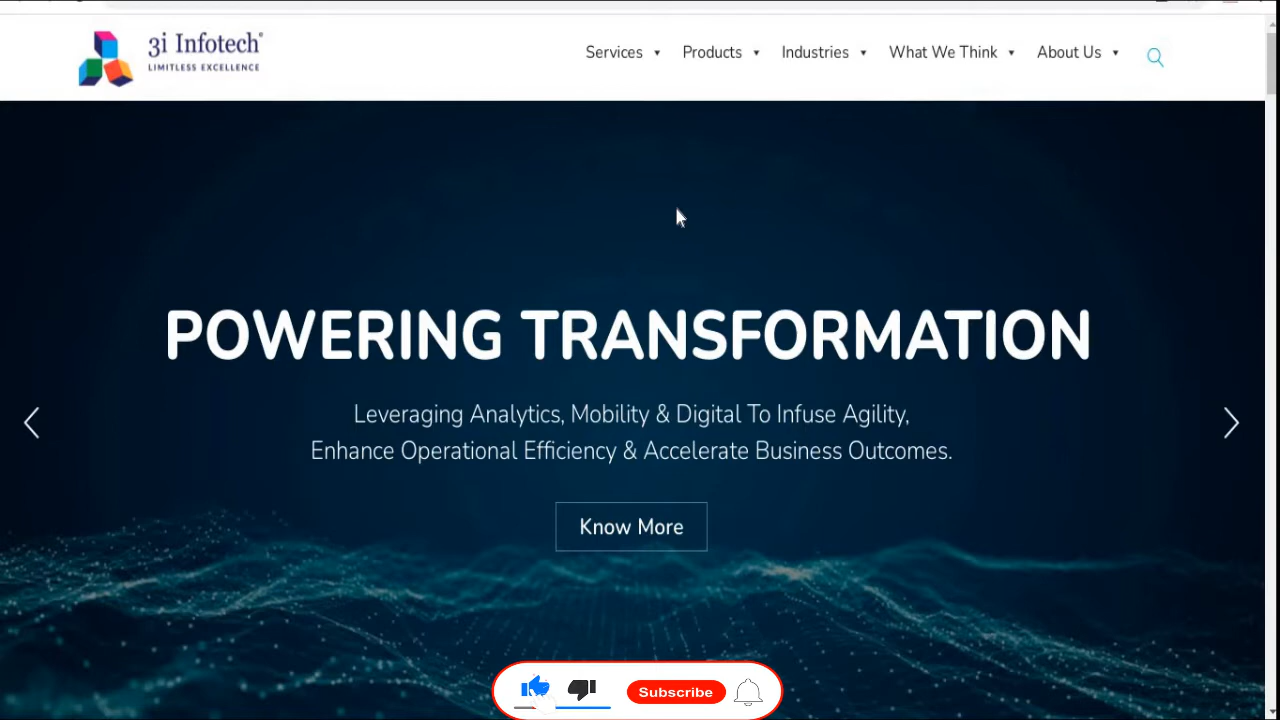 3i Infotech®
LIMITLESS EXCELLENCE
Services
Products
Industries
What We Think
About Us
POWERING TRANSFORMATION
Leveraging Analytics, Mobility & Digital To Infuse Agility,
Enhance Operational Efficiency & Accelerate Business Outcomes.
Know More
Subscribe